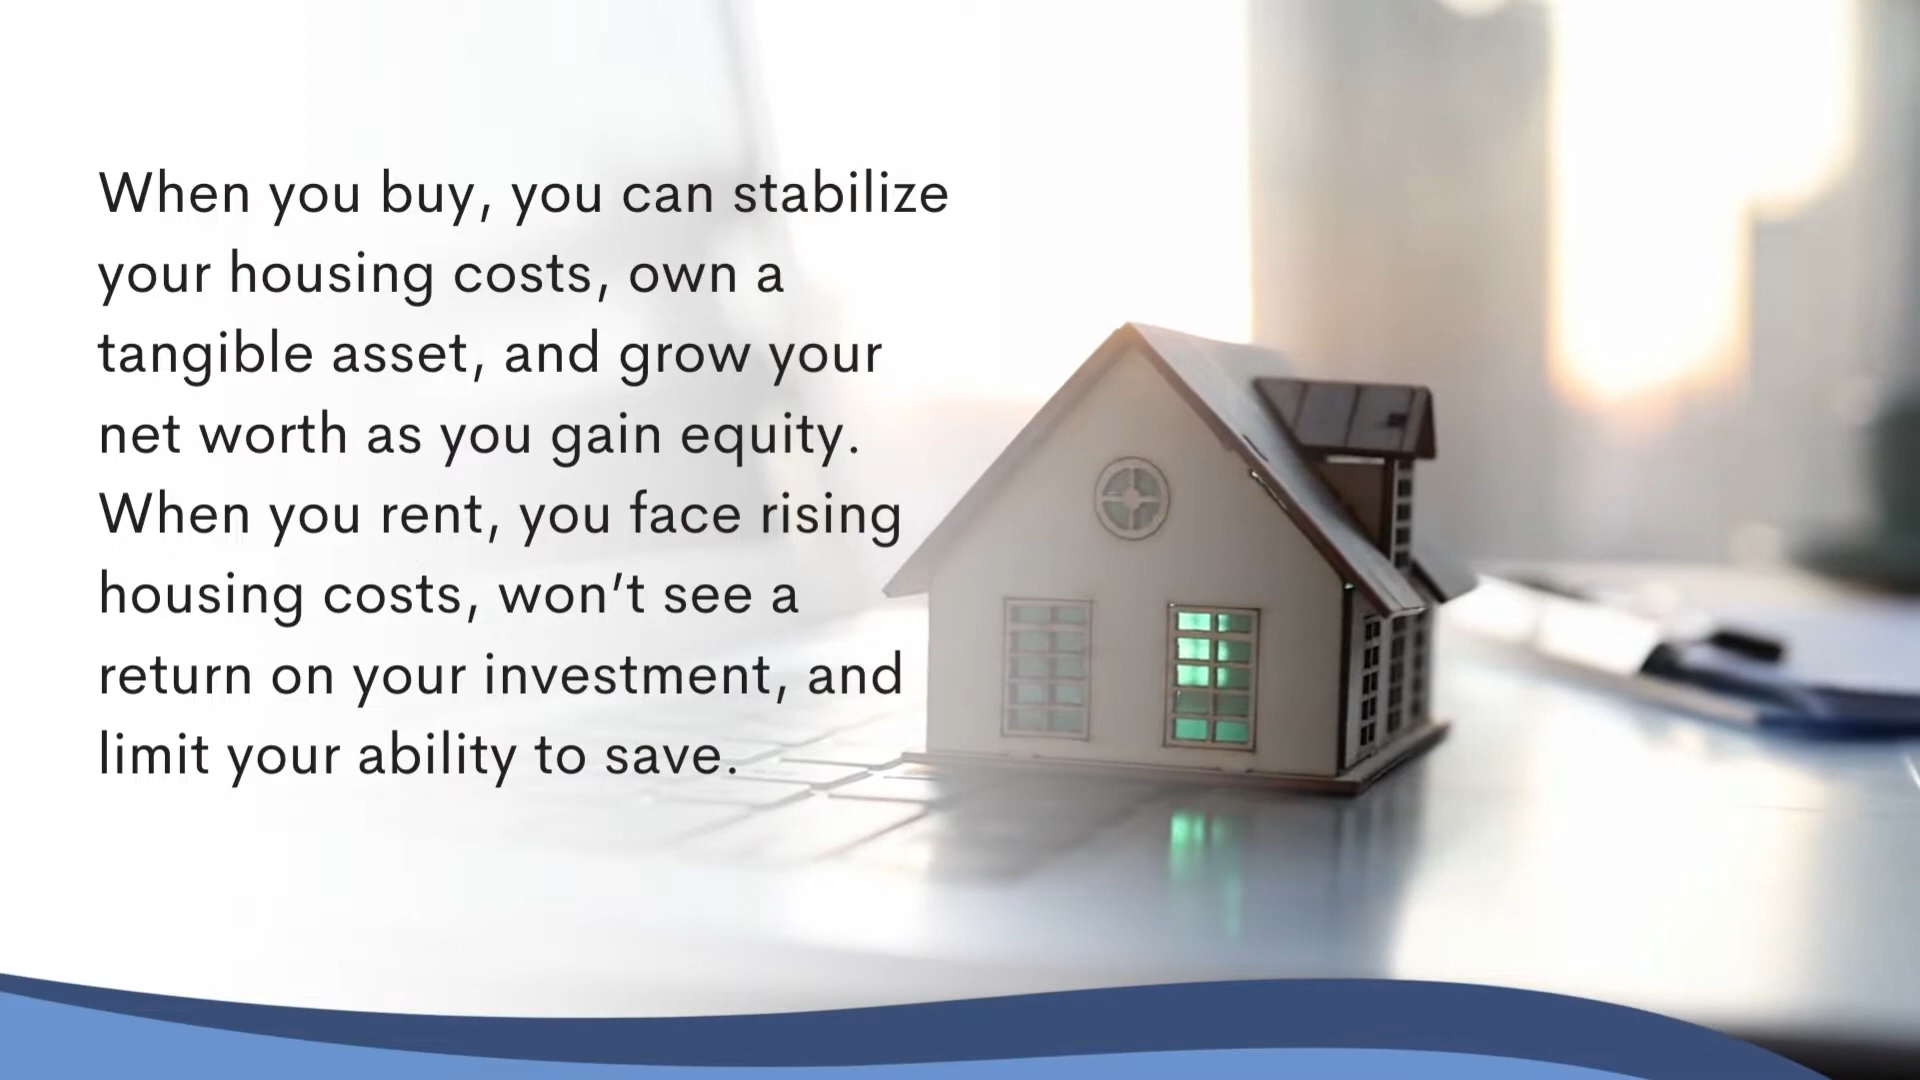 When you buy, you can stabilize
your housing costs, own a
tangible asset, and grow your
net worth as you gain equity.
When you rent, you face rising
housing costs, won’t see a
return on your investment, and
limit your ability to save.